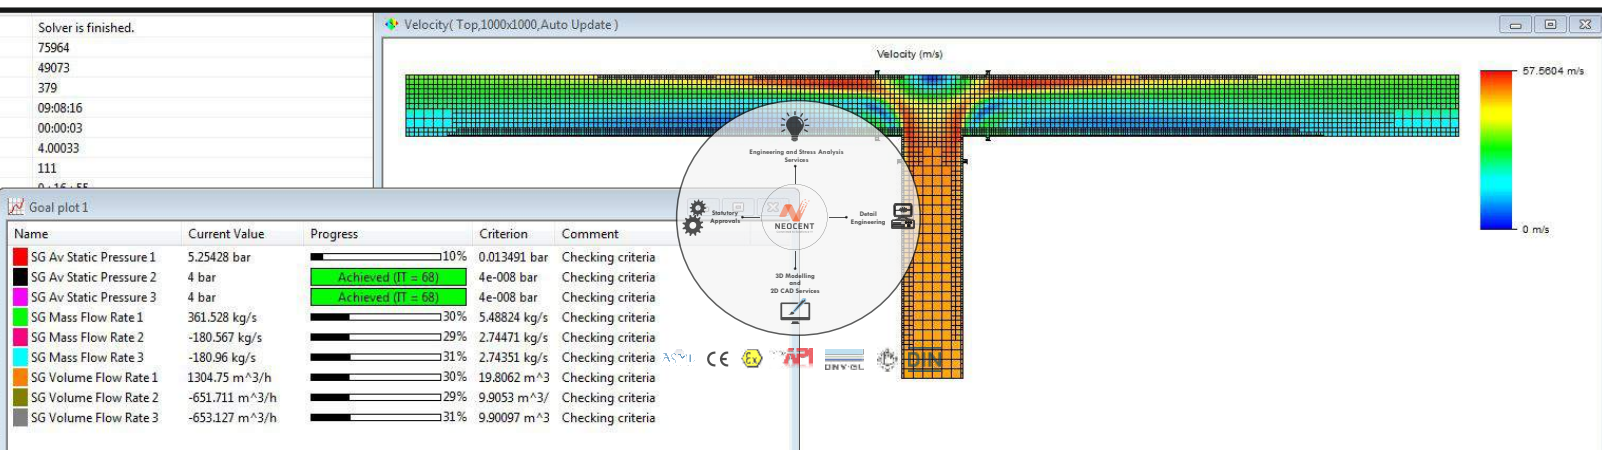 Solver is finished.
75964
49073
379
09:08:16
00:00:03
4.00033
111
Velocity( Top,1000x1000,Auto Update )
Velocity (m/s)
57.5604 m/s
0 m/s
Goal plot 1
Name Current Value Progress Criterion Comment
SG Av Static Pressure 1 5.25428 bar 10% 0.013491 bar Checking criteria
SG Av Static Pressure 2 4 bar Achieved (IT = 68) 4e-008 bar Checking criteria
SG Av Static Pressure 3 4 bar Achieved (IT = 68) 4e-008 bar Checking criteria
SG Mass Flow Rate 1 361.528 kg/s 30% 5.48824 kg/s Checking criteria
SG Mass Flow Rate 2 -180.567 kg/s 29% 2.74471 kg/s Checking criteria
SG Mass Flow Rate 3 -180.96 kg/s 31% 2.74351 kg/s Checking criteria
SG Volume Flow Rate 1 1304.75 m^3/h 30% 19.8062 m^3 Checking criteria
SG Volume Flow Rate 2 -651.711 m^3/h 29% 9.9053 m^3/ Checking criteria
SG Volume Flow Rate 3 -653.127 m^3/h 31% 9.90097 m^3 Checking criteria
Engineering and Stress Analysis
Services
Statutory
Approvals
NEOCENT
Detail
Engineering
3D Modelling
and
2D CAD Services
CE Ex API DNV·GL DIN